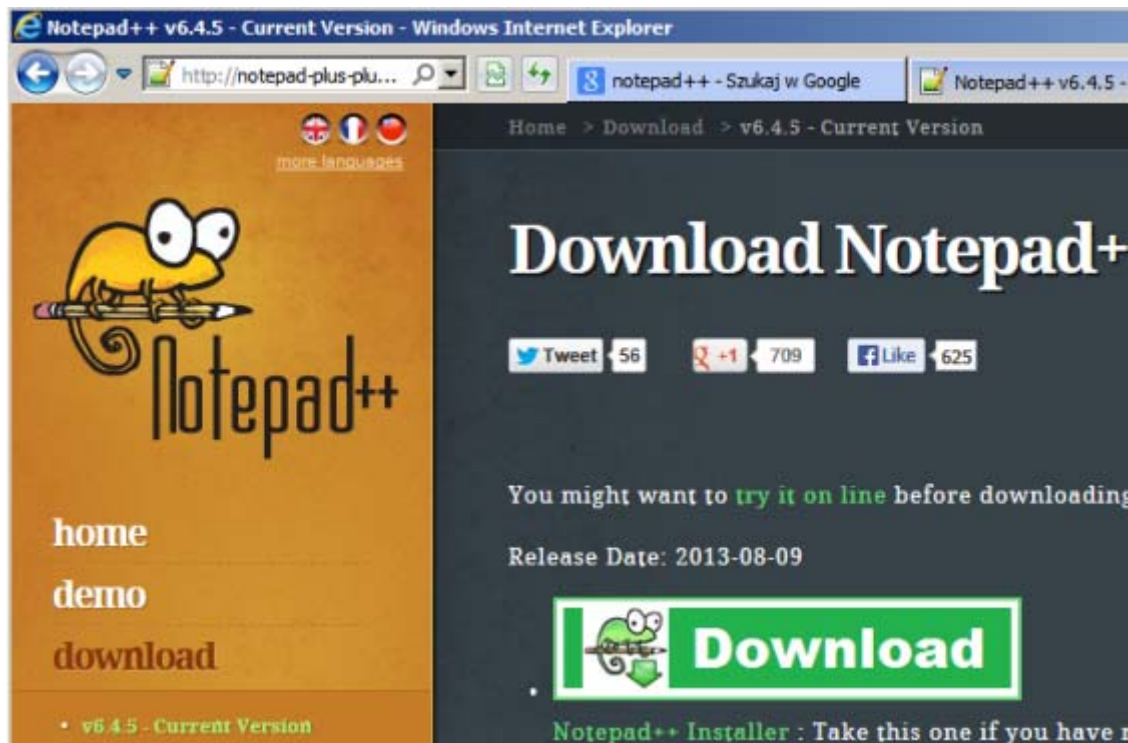 Notepad++ v6.4.5 - Current Version - Windows Internet Explorer
http://notepad-plus-plu...
notepad++ - Szukaj w Google
Notepad++ v6.4.5 -
more languages
Home > Download > v6.4.5 - Current Version
Notepad++
Download Notepad+
Tweet 56
+1 709
Like 625
You might want to try it on line before downloading
Release Date: 2013-08-09
home
demo
download
v6.4.5 - Current Version
Download
Notepad++ Installer : Take this one if you have